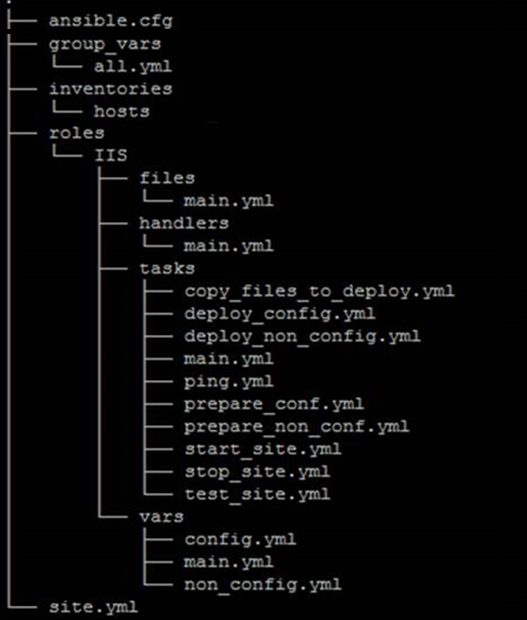 .
├── ansible.cfg
├── group_vars
│   └── all.yml
├── inventories
│   └── hosts
├── roles
│   └── IIS
│       ├── files
│       │   └── main.yml
│       ├── handlers
│       │   └── main.yml
│       ├── tasks
│       │   ├── copy_files_to_deploy.yml
│       │   ├── deploy_config.yml
│       │   ├── deploy_non_config.yml
│       │   ├── main.yml
│       │   ├── ping.yml
│       │   ├── prepare_conf.yml
│       │   ├── prepare_non_conf.yml
│       │   ├── start_site.yml
│       │   ├── stop_site.yml
│       │   └── test_site.yml
│       └── vars
│           ├── config.yml
│           ├── main.yml
│           └── non_config.yml
└── site.yml